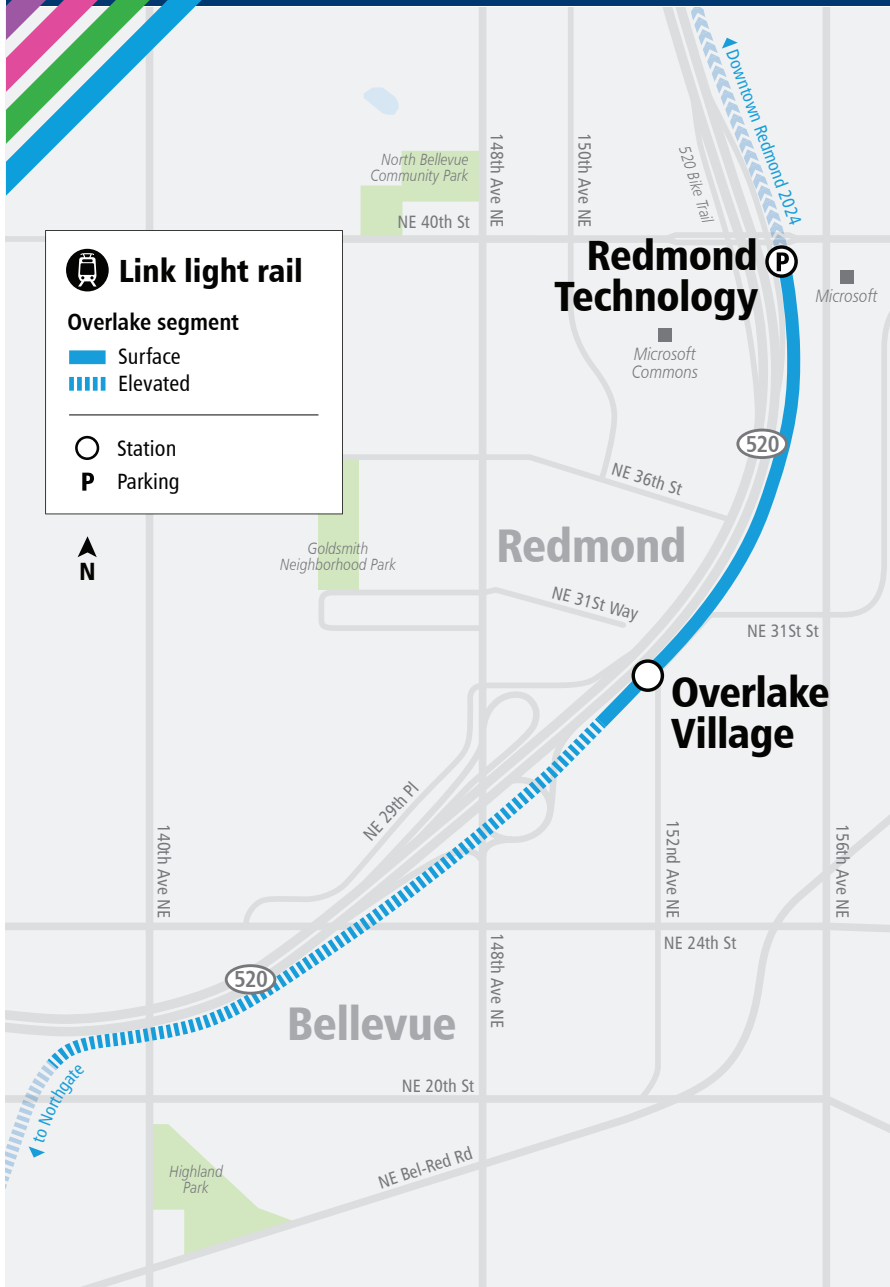 Downtown Redmond 2024
520 Bike Trail
148th Ave NE
150th Ave NE
North Bellevue
Community Park
NE 40th St
Redmond
Technology
P
Microsoft
Microsoft
Commons
Link light rail
Overlake segment
Surface
Elevated
Station
P Parking
N
520
NE 36th St
Redmond
Goldsmith
Neighborhood Park
NE 31St Way
NE 31St St
Overlake
Village
NE 29th Pl
140th Ave NE
152nd Ave NE
156th Ave NE
148th Ave NE
NE 24th St
520
Bellevue
to Northgate
NE 20th St
Highland
Park
NE Bel-Red Rd